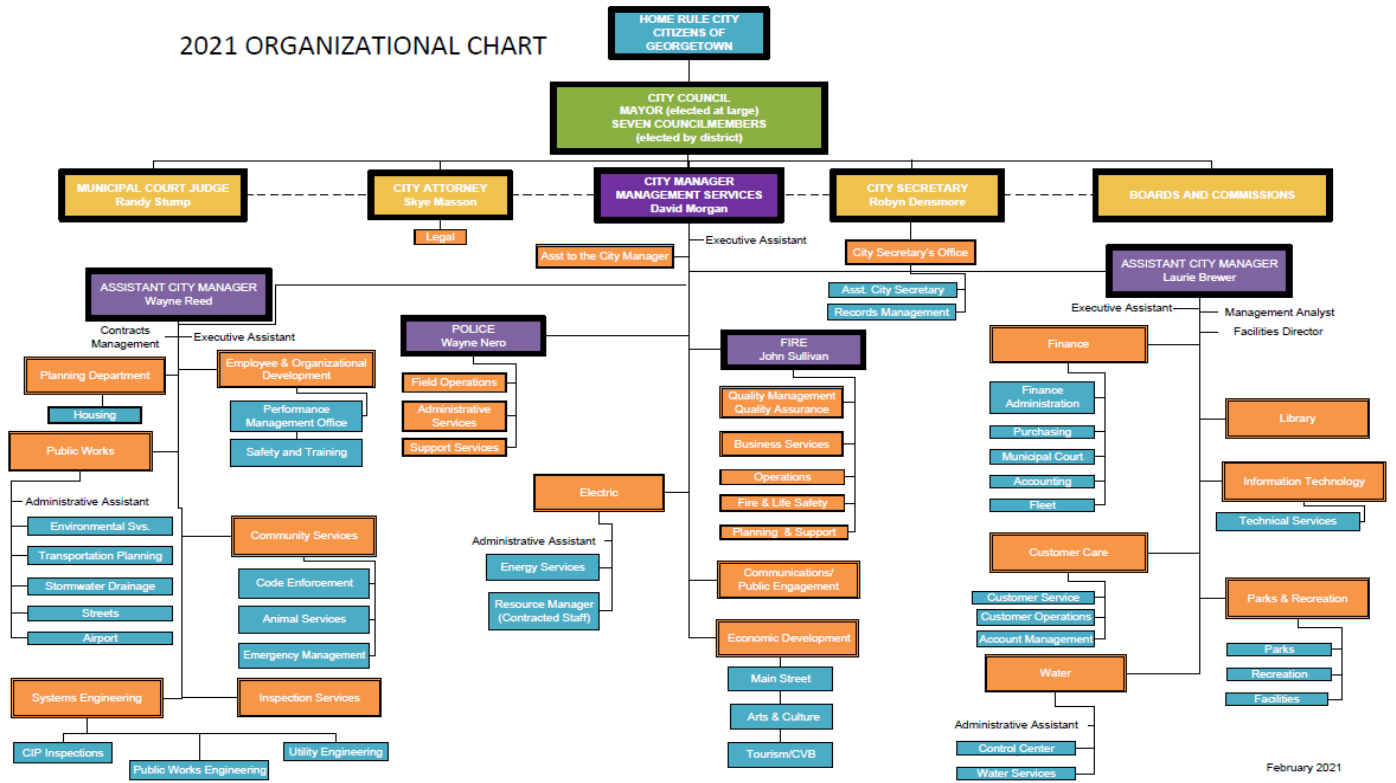 2021 ORGANIZATIONAL CHART
HOME RULE CITY
CITIZENS OF
GEORGETOWN
CITY COUNCIL
MAYOR (elected at large)
SEVEN COUNCILMEMBERS
(elected by district)
MUNICIPAL COURT JUDGE
Randy Stump
CITY ATTORNEY
Skye Masson
CITY MANAGER
MANAGEMENT SERVICES
David Morgan
CITY SECRETARY
Robyn Densmore
BOARDS AND COMMISSIONS
Legal
Executive Assistant
Asst to the City Manager
City Secretary's Office
Asst. City Secretary
Records Management
ASSISTANT CITY MANAGER
Wayne Reed
Contracts
Management
Executive Assistant
Planning Department
Housing
Employee & Organizational
Development
Performance
Management Office
Safety and Training
Public Works
Administrative Assistant
Environmental Svs.
Transportation Planning
Stormwater Drainage
Streets
Airport
Community Services
Code Enforcement
Animal Services
Emergency Management
Systems Engineering
CIP Inspections
Public Works Engineering
Utility Engineering
Inspection Services
POLICE
Wayne Nero
Field Operations
Administrative
Services
Support Services
Electric
Administrative Assistant
Energy Services
Resource Manager
(Contracted Staff)
FIRE
John Sullivan
Quality Management
Quality Assurance
Business Services
Operations
Fire & Life Safety
Planning & Support
Communications/
Public Engagement
Economic Development
Main Street
Arts & Culture
Tourism/CVB
ASSISTANT CITY MANAGER
Laurie Brewer
Executive Assistant
Management Analyst
Facilities Director
Finance
Finance
Administration
Purchasing
Municipal Court
Accounting
Fleet
Customer Care
Customer Service
Customer Operations
Account Management
Water
Administrative Assistant
Control Center
Water Services
Library
Information Technology
Technical Services
Parks & Recreation
Parks
Recreation
Facilities
February 2021